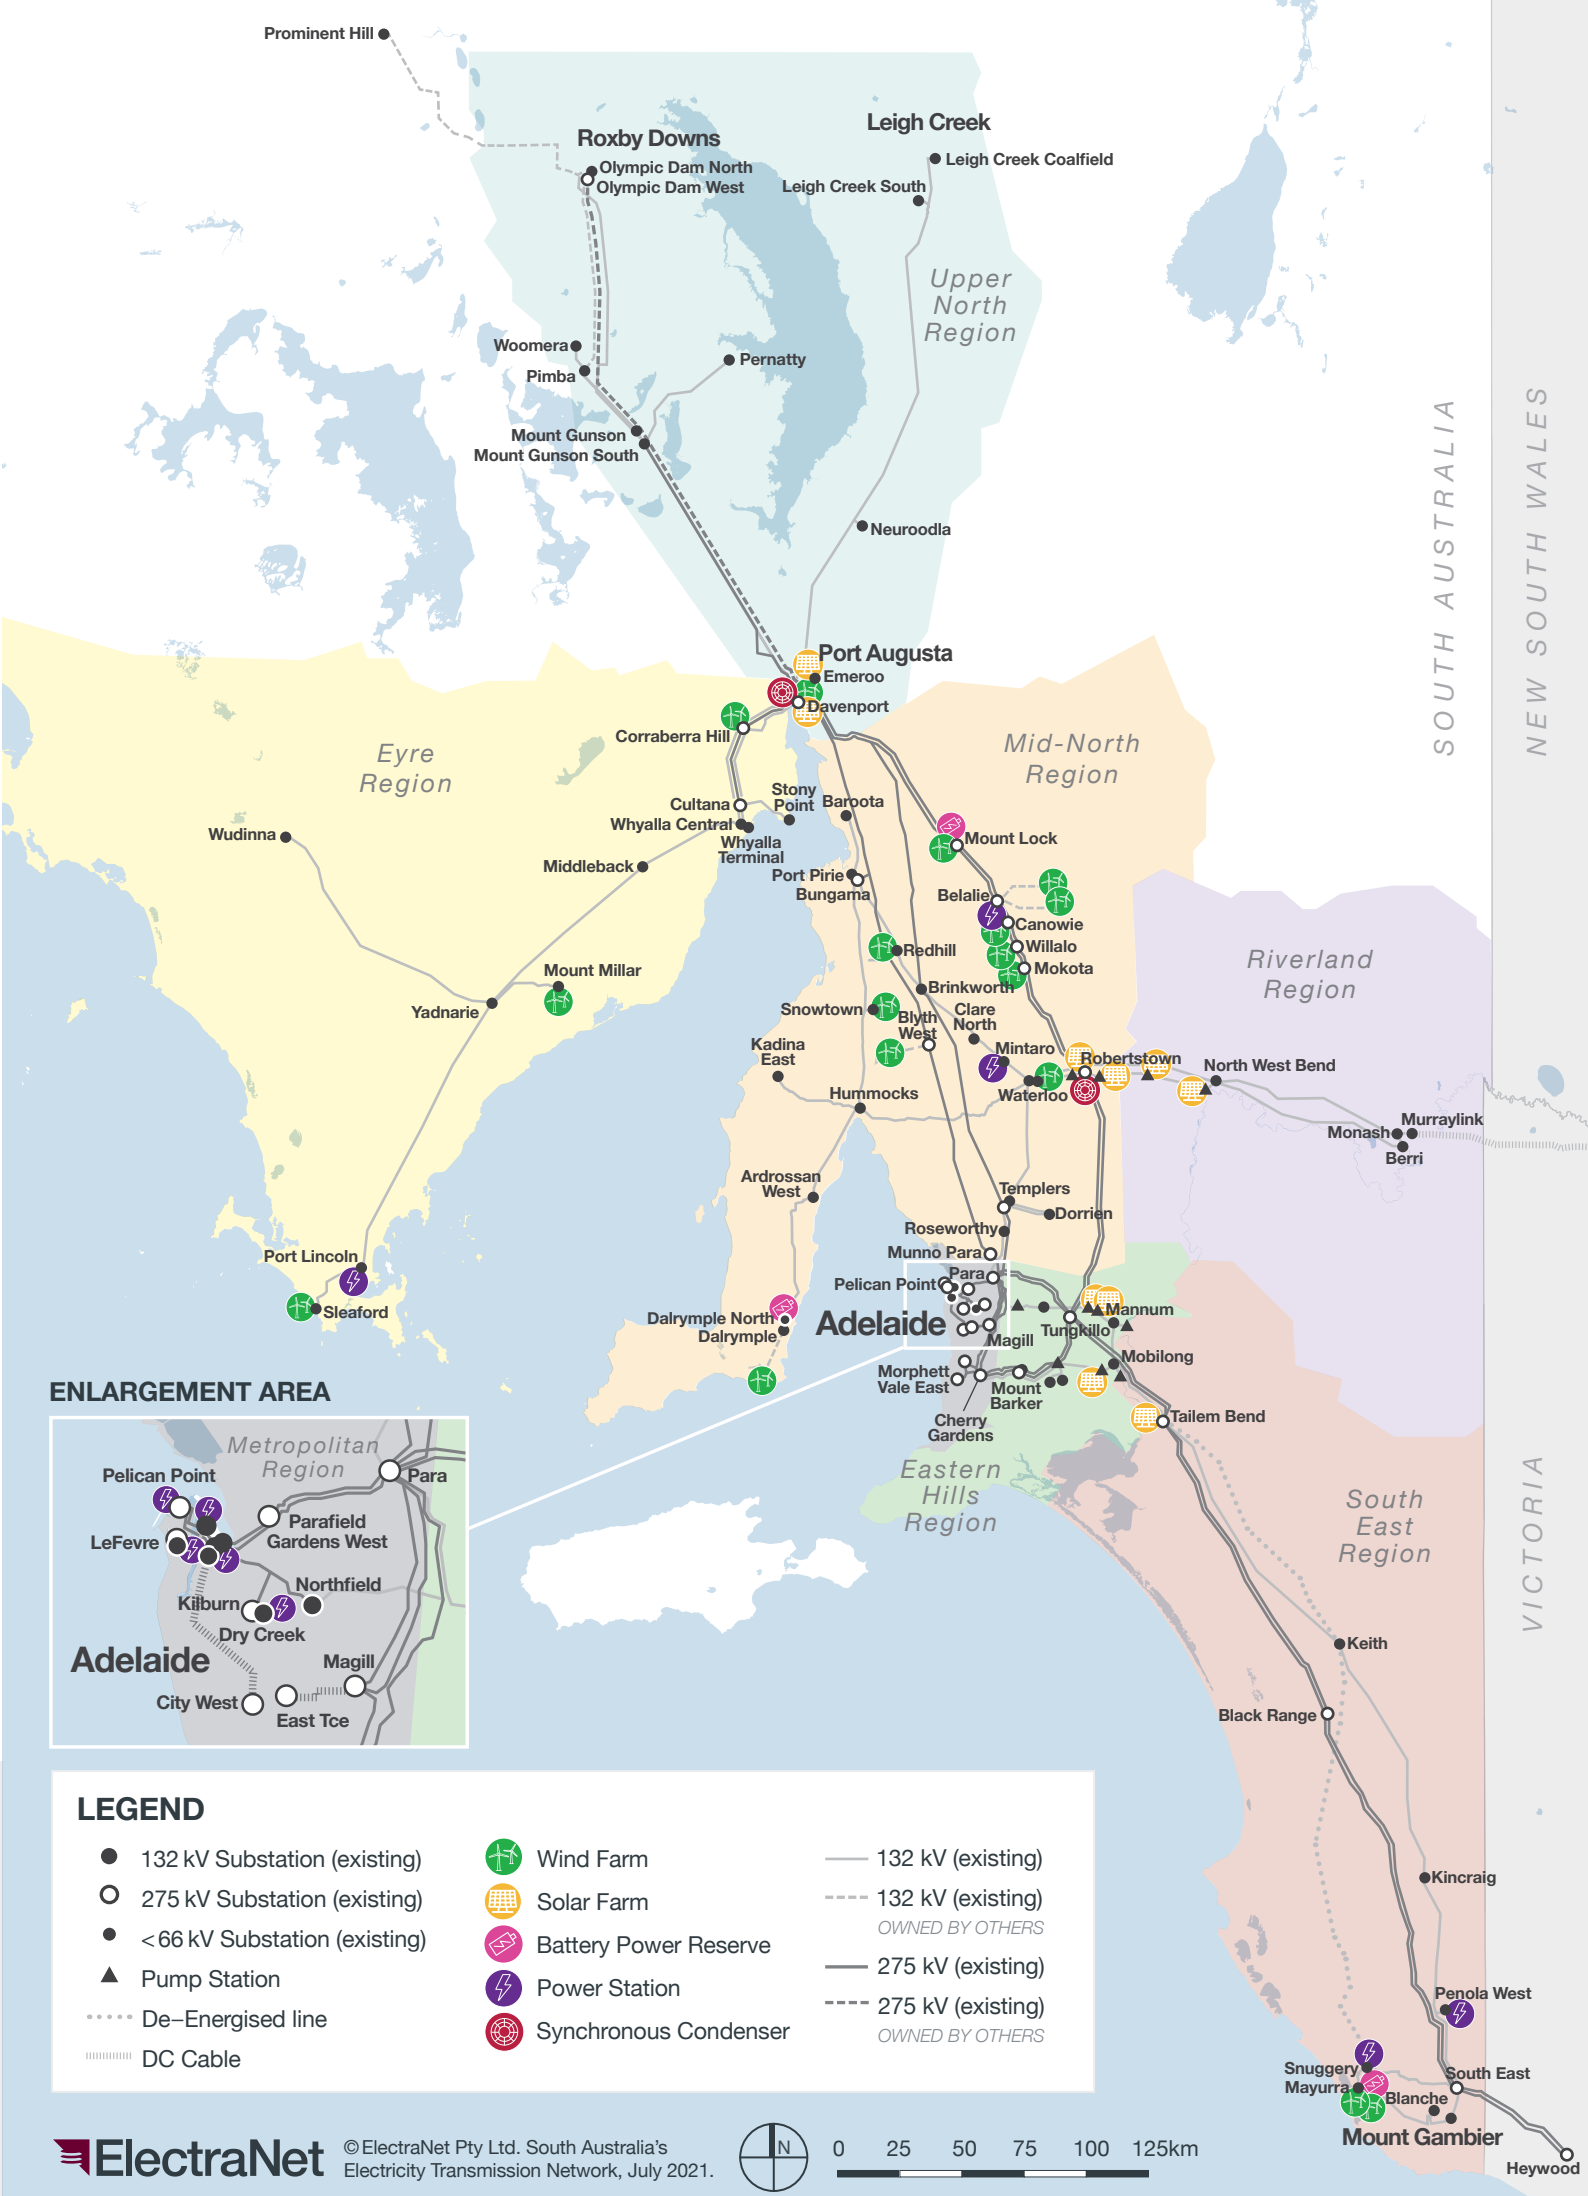 Prominent Hill
Roxby Downs
Olympic Dam North
Olympic Dam West
Leigh Creek
Leigh Creek Coalfield
Leigh Creek South
Upper
North
Region
Woomera
Pimba
Pernatty
Mount Gunson
Mount Gunson South
Neuroodla
SOUTH AUSTRALIA
NEW SOUTH WALES
Port Augusta
Emeroo
Davenport
Corraberra Hill
Eyre
Region
Mid-North
Region
Cultana
Stony
Point
Baroota
Whyalla Central
Whyalla
Terminal
Wudinna
Middleback
Mount Lock
Port Pirie
Bungama
Belalie
Canowie
Willalo
Mokota
Redhill
Riverland
Region
Mount Millar
Yadnarie
Brinkworth
Snowtown
Blyth
West
Clare
North
Kadina
East
Mintaro
Robertstown
North West Bend
Hummocks
Waterloo
Murraylink
Monash
Berri
Ardrossan
West
Templers
Dorrien
Roseworthy
Munno Para
Port Lincoln
Sleaford
Pelican Point
Para
Adelaide
Magill
Mannum
Tungkillo
Dalrymple North
Dalrymple
Mobilong
Morphett
Vale East
Mount
Barker
Cherry
Gardens
Tailem Bend
Eastern
Hills
Region
South
East
Region
VICTORIA
Keith
Black Range
Kincraig
Penola West
Snuggery
Mayurra
South East
Blanche
Mount Gambier
Heywood
ENLARGEMENT AREA
Metropolitan
Region
Pelican Point
Para
Parafield
Gardens West
LeFevre
Northfield
Kilburn
Dry Creek
Adelaide
Magill
City West
East Tce
LEGEND
132 kV Substation (existing)
275 kV Substation (existing)
<66 kV Substation (existing)
Pump Station
De–Energised line
DC Cable
Wind Farm
Solar Farm
Battery Power Reserve
Power Station
Synchronous Condenser
132 kV (existing)
132 kV (existing)
OWNED BY OTHERS
275 kV (existing)
275 kV (existing)
OWNED BY OTHERS
ElectraNet
© ElectraNet Pty Ltd. South Australia's
Electricity Transmission Network, July 2021.
N
0 25 50 75 100 125km